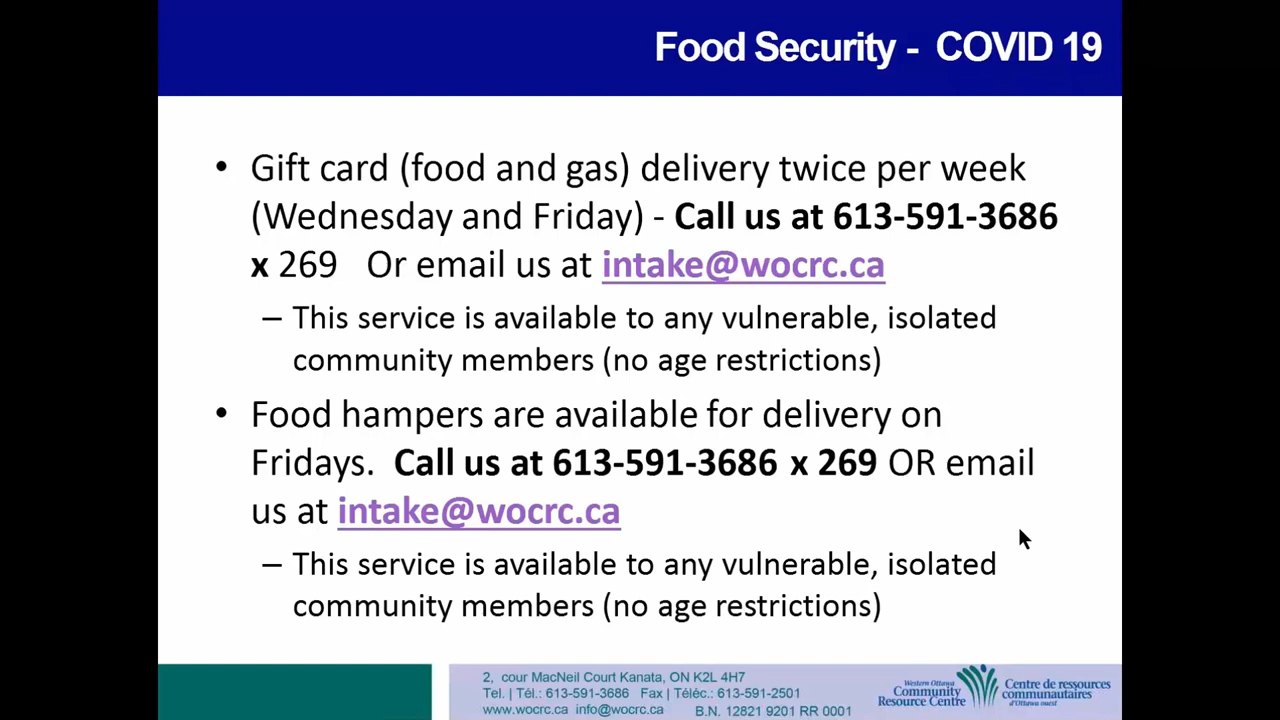 Food Security - COVID 19
• Gift card (food and gas) delivery twice per week
(Wednesday and Friday) - Call us at 613-591-3686
x 269 Or email us at intake@wocrc.ca
– This service is available to any vulnerable, isolated
community members (no age restrictions)
• Food hampers are available for delivery on
Fridays. Call us at 613-591-3686 x 269 OR email
us at intake@wocrc.ca
– This service is available to any vulnerable, isolated
community members (no age restrictions)
2, cour MacNeil Court Kanata, ON K2L 4H7
Tel. | Tél.: 613-591-3686 Fax | Téléc.: 613-591-2501
www.wocrc.ca info@wocrc.ca B.N. 12821 9201 RR 0001
Western Ottawa
Community
Resource Centre
Centre de ressources
communautaires
d'Ottawa ouest